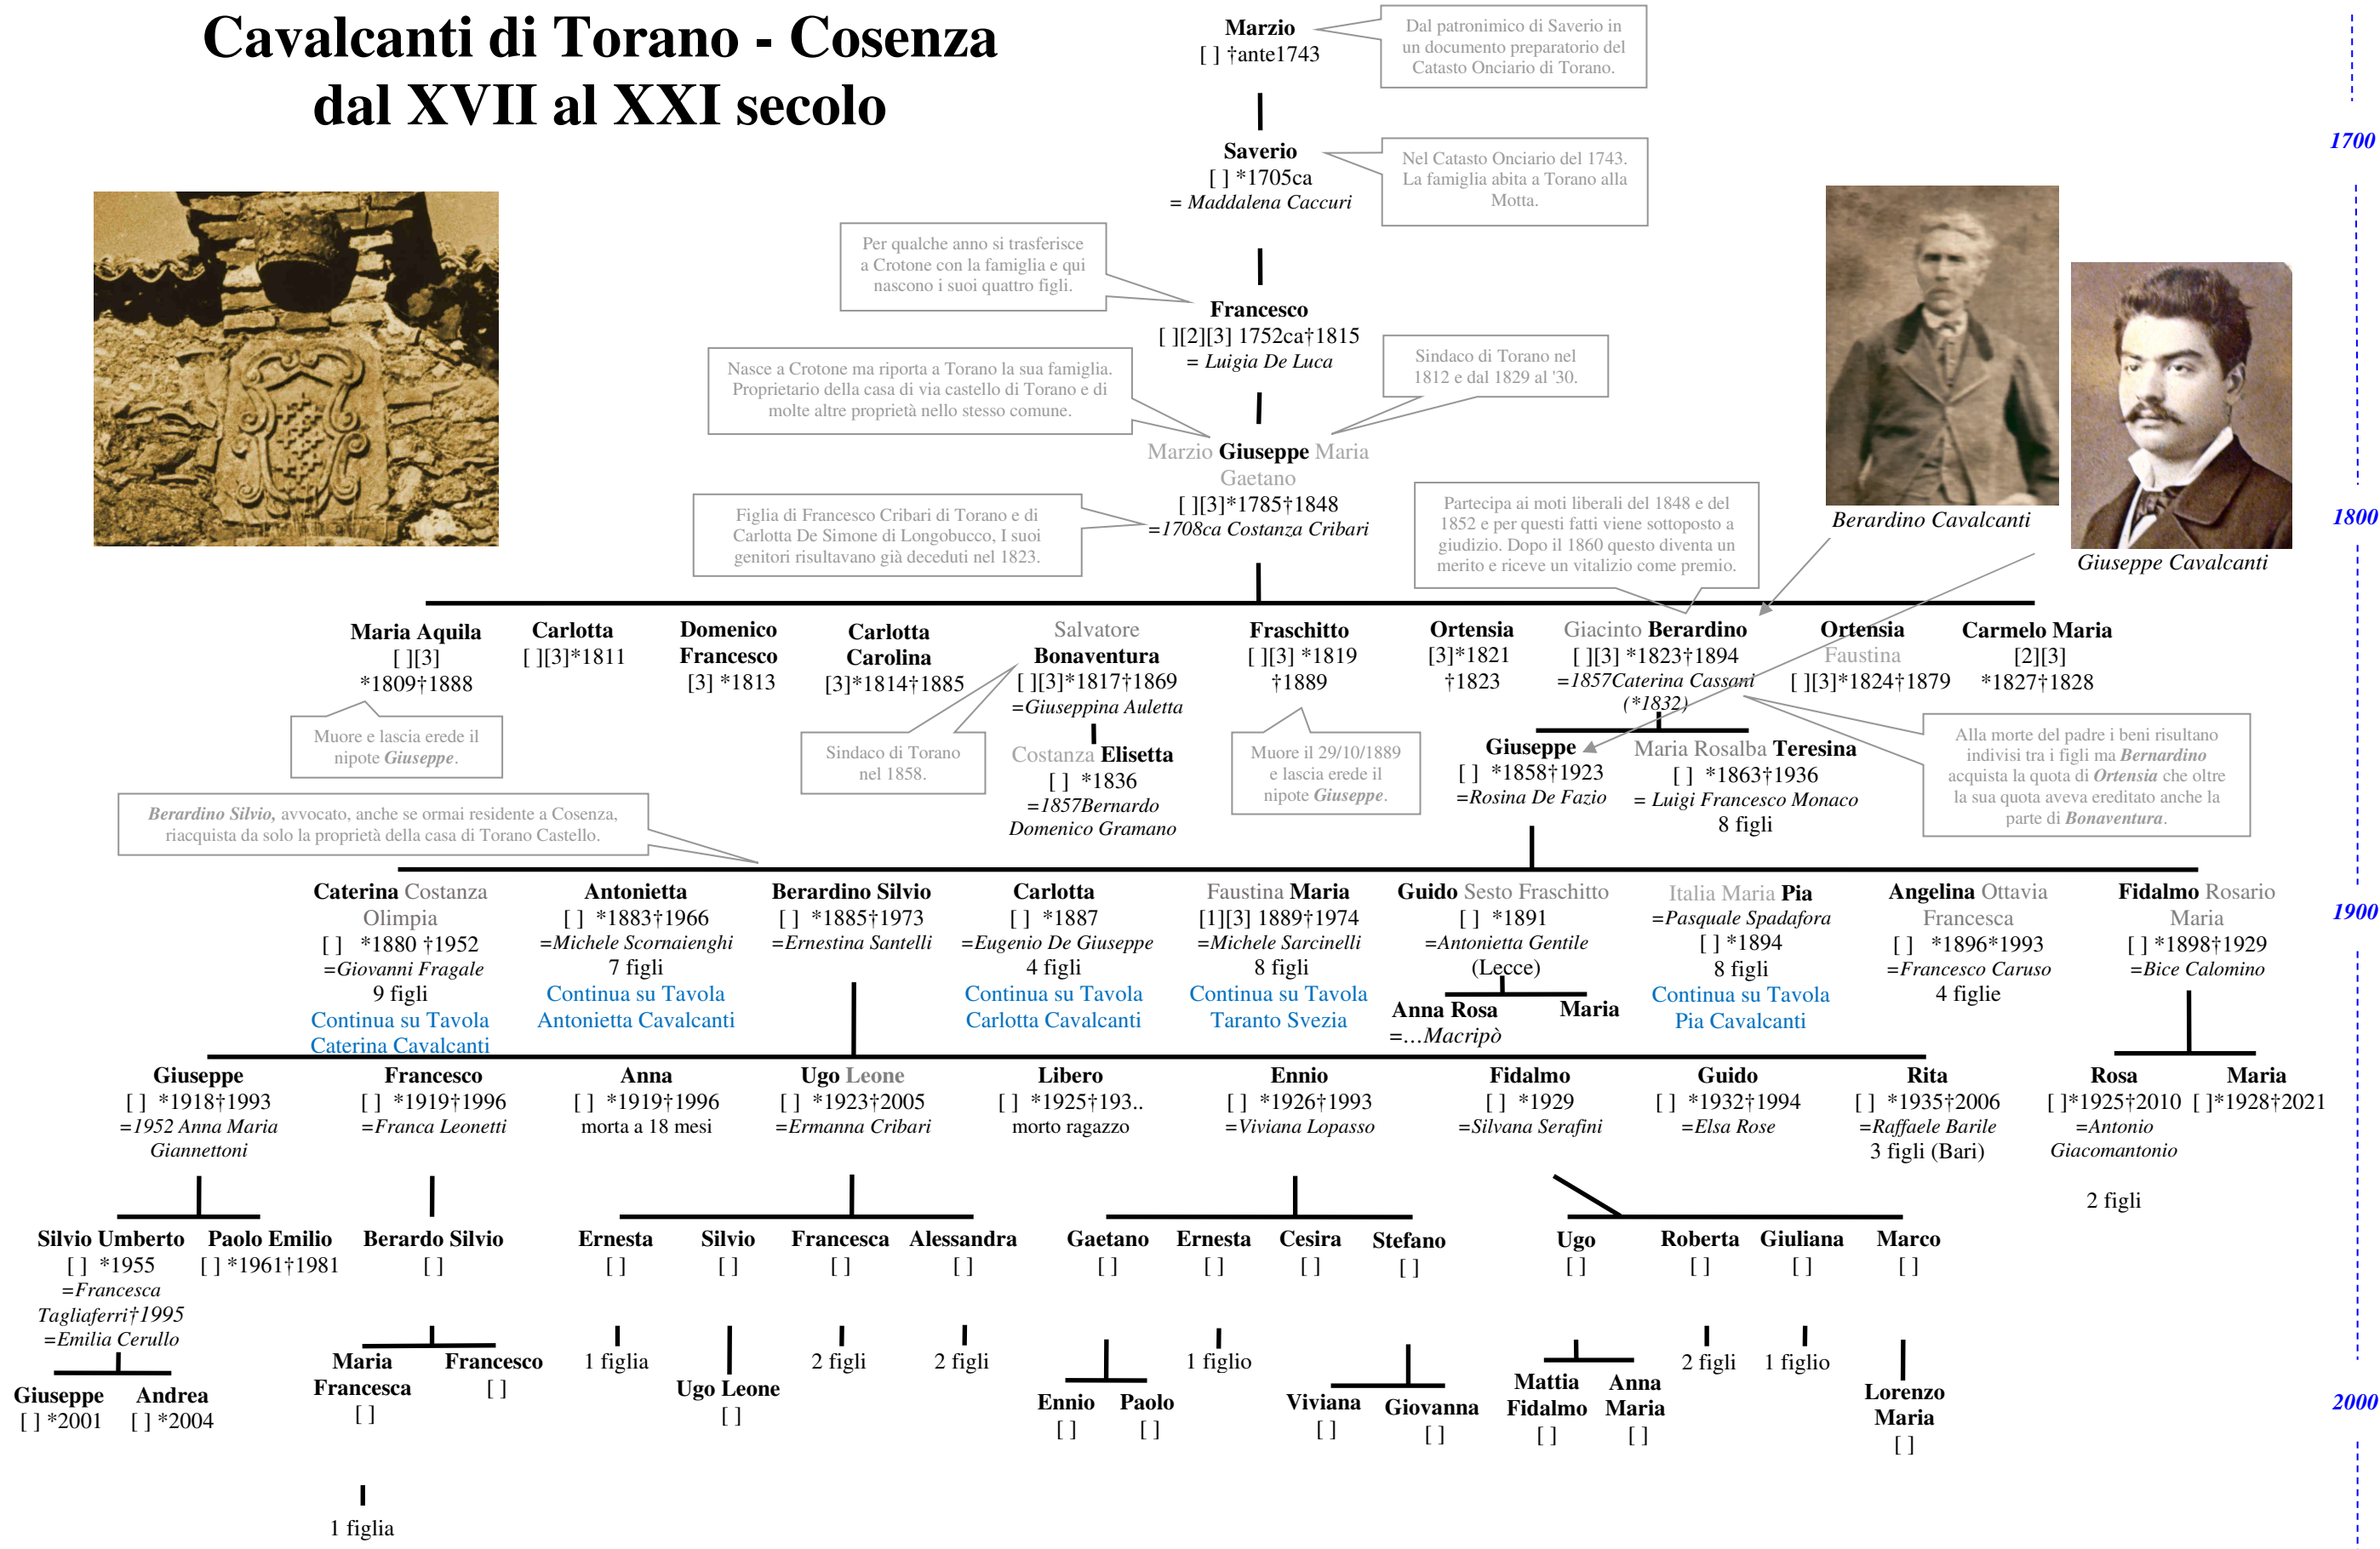 Cavalcanti di Torano - Cosenza
dal XVII al XXI secolo
Marzio
[ ] †ante1743
Dal patronimico di Saverio in
un documento preparatorio del
Catasto Onciario di Torano.
1700
Saverio
[ ] *1705ca
= Maddalena Caccuri
Nel Catasto Onciario del 1743.
La famiglia abita a Torano alla
Motta.
Per qualche anno si trasferisce
a Crotone con la famiglia e qui
nascono i suoi quattro figli.
Francesco
[ ][2][3] 1752ca†1815
= Luigia De Luca
Nasce a Crotone ma riporta a Torano la sua famiglia.
Proprietario della casa di via castello di Torano e di
molte altre proprietà nello stesso comune.
Sindaco di Torano nel
1812 e dal 1829 al '30.
Marzio Giuseppe Maria
Gaetano
[ ][3]*1785†1848
=1708ca Costanza Cribari
Figlia di Francesco Cribari di Torano e di
Carlotta De Simone di Longobucco, I suoi
genitori risultavano già deceduti nel 1823.
Partecipa ai moti liberali del 1848 e del
1852 e per questi fatti viene sottoposto a
giudizio. Dopo il 1860 questo diventa un
merito e riceve un vitalizio come premio.
Berardino Cavalcanti
Giuseppe Cavalcanti
1800
Maria Aquila
[ ][3]
*1809†1888
Carlotta
[ ][3]*1811
Domenico
Francesco
[3] *1813
Carlotta
Carolina
[3]*1814†1885
Salvatore
Bonaventura
[ ][3]*1817†1869
=Giuseppina Auletta
Fraschitto
[ ][3] *1819
†1889
Ortensia
[3]*1821
†1823
Giacinto Berardino
[ ][3] *1823†1894
=1857Caterina Cassani
(*1832)
Ortensia
Faustina
[ ][3]*1824†1879
Carmelo Maria
[2][3]
*1827†1828
Muore e lascia erede il
nipote Giuseppe.
Sindaco di Torano
nel 1858.
Costanza Elisetta
[ ] *1836
=1857Bernardo
Domenico Gramano
Muore il 29/10/1889
e lascia erede il
nipote Giuseppe.
Giuseppe
[ ] *1858†1923
=Rosina De Fazio
Maria Rosalba Teresina
[ ] *1863†1936
= Luigi Francesco Monaco
8 figli
Alla morte del padre i beni risultano
indivisi tra i figli ma Bernardino
acquista la quota di Ortensia che oltre
la sua quota aveva ereditato anche la
parte di Bonaventura.
Berardino Silvio, avvocato, anche se ormai residente a Cosenza,
riacquista da solo la proprietà della casa di Torano Castello.
Caterina Costanza
Olimpia
[ ] *1880 †1952
=Giovanni Fragale
9 figli
Continua su Tavola
Caterina Cavalcanti
Antonietta
[ ] *1883†1966
=Michele Scornaienghi
7 figli
Continua su Tavola
Antonietta Cavalcanti
Berardino Silvio
[ ] *1885†1973
=Ernestina Santelli
Carlotta
[ ] *1887
=Eugenio De Giuseppe
4 figli
Continua su Tavola
Carlotta Cavalcanti
Faustina Maria
[1][3] 1889†1974
=Michele Sarcinelli
8 figli
Continua su Tavola
Taranto Svezia
Guido Sesto Fraschitto
[ ] *1891
=Antonietta Gentile
(Lecce)
Anna Rosa
=…Macripò
Maria
Italia Maria Pia
=Pasquale Spadafora
[ ] *1894
8 figli
Continua su Tavola
Pia Cavalcanti
Angelina Ottavia
Francesca
[ ] *1896*1993
=Francesco Caruso
4 figlie
Fidalmo Rosario
Maria
[ ] *1898†1929
=Bice Calomino
1900
Giuseppe
[ ] *1918†1993
=1952 Anna Maria
Giannettoni
Francesco
[ ] *1919†1996
=Franca Leonetti
Anna
[ ] *1919†1996
morta a 18 mesi
Ugo Leone
[ ] *1923†2005
=Ermanna Cribari
Libero
[ ] *1925†193..
morto ragazzo
Ennio
[ ] *1926†1993
=Viviana Lopasso
Fidalmo
[ ] *1929
=Silvana Serafini
Guido
[ ] *1932†1994
=Elsa Rose
Rita
[ ] *1935†2006
=Raffaele Barile
3 figli (Bari)
Rosa
[ ]*1925†2010
=Antonio
Giacomantonio
2 figli
Maria
[ ]*1928†2021
Silvio Umberto
[ ] *1955
=Francesca
Tagliaferri†1995
=Emilia Cerullo
Paolo Emilio
[ ] *1961†1981
Berardo Silvio
[ ]
Ernesta
[ ]
Silvio
[ ]
Francesca
[ ]
Alessandra
[ ]
Gaetano
[ ]
Ernesta
[ ]
Cesira
[ ]
Stefano
[ ]
Ugo
[ ]
Roberta
[ ]
Giuliana
[ ]
Marco
[ ]
Giuseppe
[ ] *2001
Andrea
[ ] *2004
Maria
Francesca
[ ]
Francesco
[ ]
1 figlia
Ugo Leone
[ ]
2 figli
2 figli
Ennio
[ ]
Paolo
[ ]
1 figlio
Viviana
[ ]
Giovanna
[ ]
Mattia
Fidalmo
[ ]
Anna
Maria
[ ]
2 figli
1 figlio
Lorenzo
Maria
[ ]
2000
1 figlia